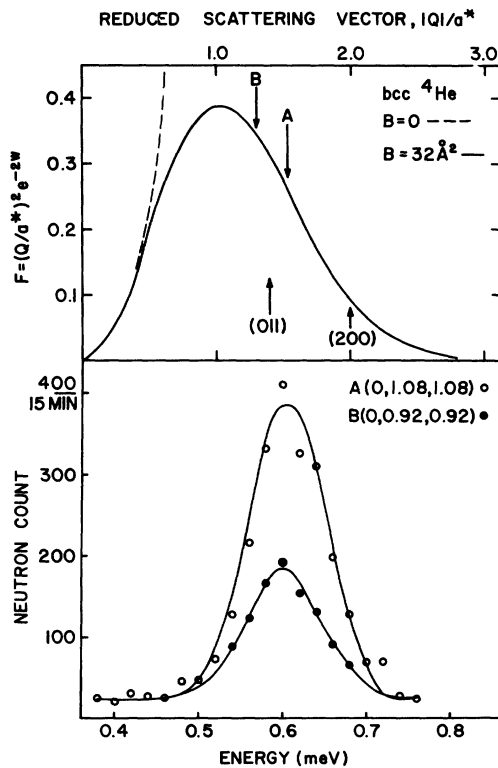 REDUCED SCATTERING VECTOR, |Q|/a*
1.0 2.0 3.0
B
A
bcc ⁴He
B=0 ---
B=32Å² —
F=(Q/a*)²e⁻²ᵂ
0.4
0.3
0.2
0.1
(011)
(200)
A(0,1.08,1.08) ○
B(0,0.92,0.92) ●
NEUTRON COUNT
400
15 MIN
300
200
100
0.4 0.5 0.6 0.7 0.8
ENERGY (meV)